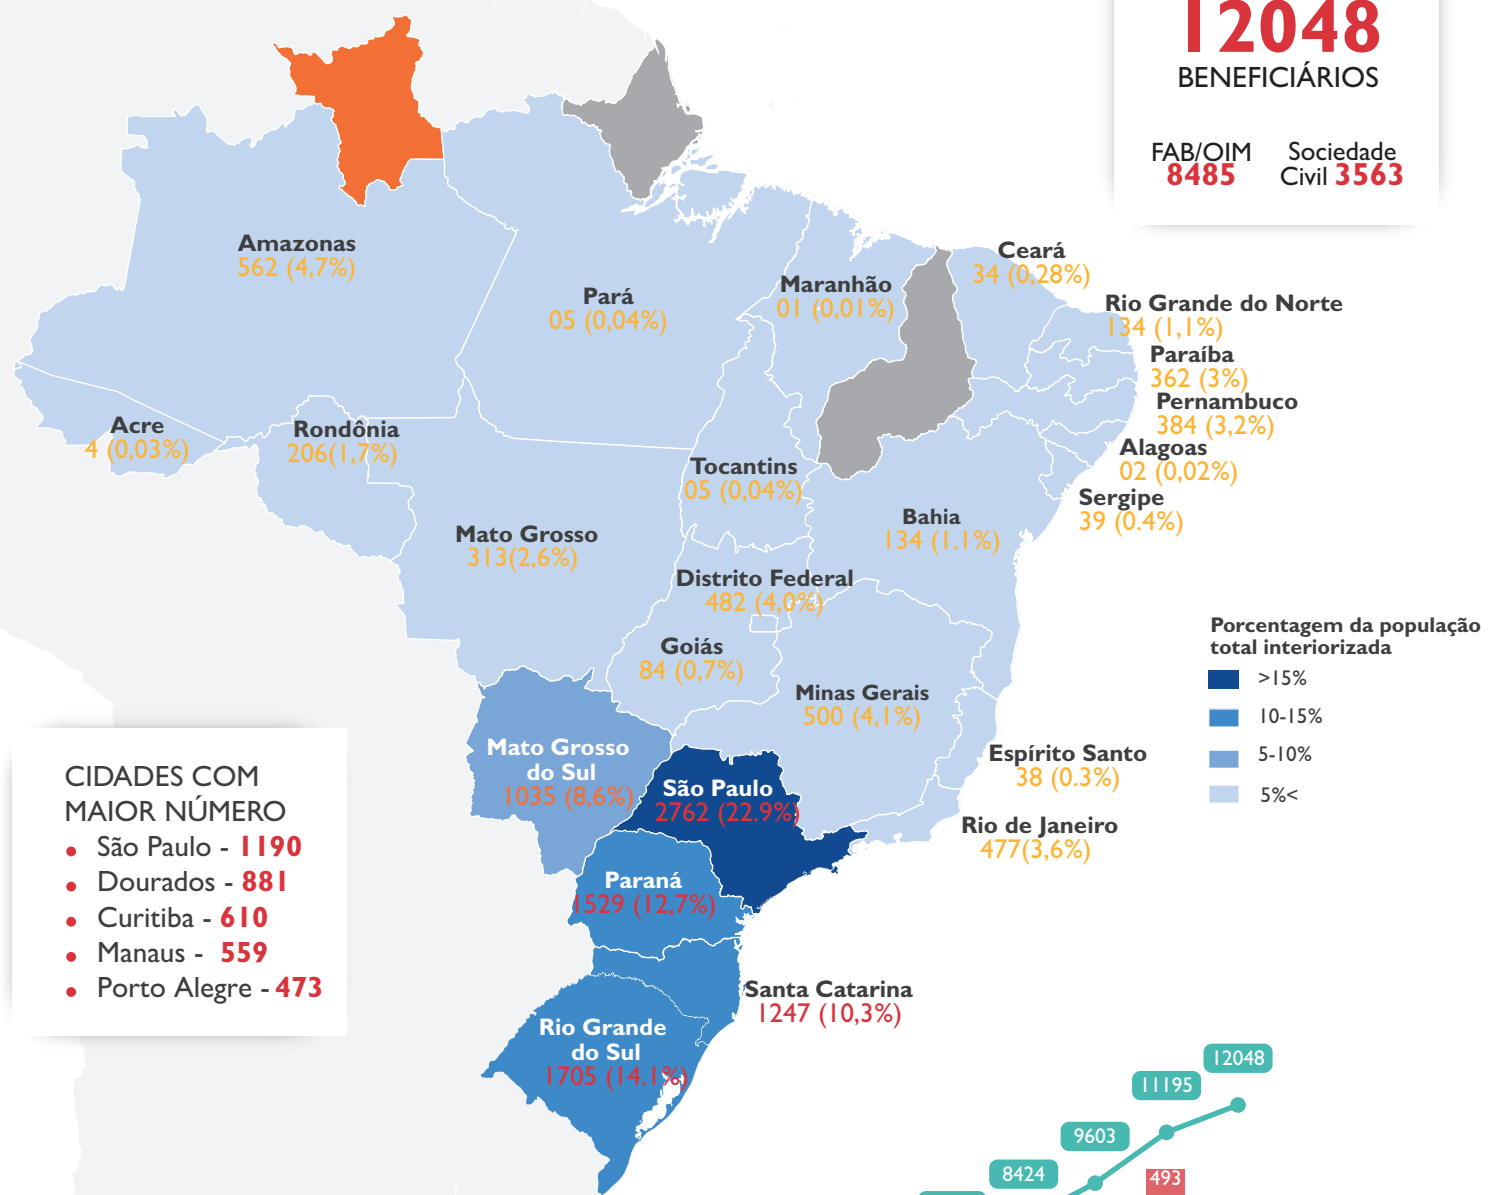 12048
BENEFICIÁRIOS
FAB/OIM
8485
Sociedade
Civil 3563
Amazonas
562 (4,7%)
Pará
05 (0,04%)
Maranhão
01 (0,01%)
Ceará
34 (0,28%)
Rio Grande do Norte
134 (1,1%)
Paraíba
362 (3%)
Pernambuco
384 (3,2%)
Alagoas
02 (0,02%)
Sergipe
39 (0.4%)
Acre
4 (0,03%)
Rondônia
206(1,7%)
Tocantins
05 (0,04%)
Bahia
134 (1.1%)
Mato Grosso
313(2,6%)
Distrito Federal
482 (4,0%)
Goiás
84 (0,7%)
Minas Gerais
500 (4,1%)
Espírito Santo
38 (0.3%)
Rio de Janeiro
477(3,6%)
Mato Grosso
do Sul
1035 (8,6%)
São Paulo
2762 (22.9%)
Paraná
1529 (12,7%)
Santa Catarina
1247 (10,3%)
Rio Grande
do Sul
1705 (14.1%)
Porcentagem da população
total interiorizada
>15%
10-15%
5-10%
5%<
CIDADES COM
MAIOR NÚMERO
• São Paulo - 1190
• Dourados - 881
• Curitiba - 610
• Manaus - 559
• Porto Alegre - 473
12048
11195
9603
8424
493